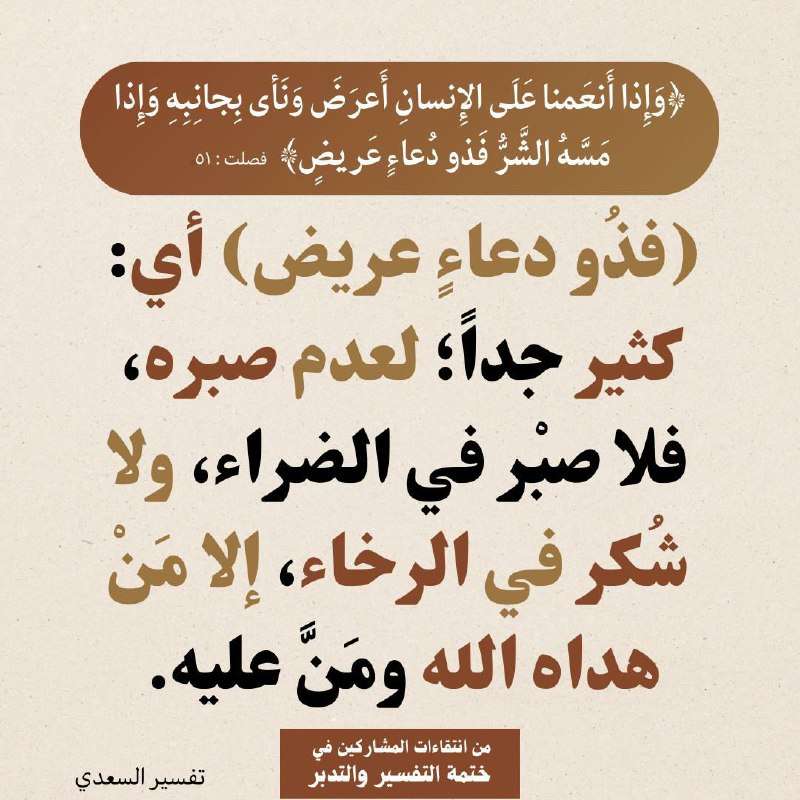 ﴿وَإِذا أَنعَمنا عَلَى الإِنسانِ أَعرَضَ وَنَأى بِجانِبِهِ وَإِذا
مَسَّهُ الشَّرُّ فَذو دُعاءٍ عَريضٍ﴾ فصلت : ٥١
(فذُو دعاءٍ عريض) أي:
كثير جداً؛ لعدم صبره،
فلا صبْر في الضراء، ولا
شُكر في الرخاء، إلا مَنْ
هداه الله ومَنَّ عليه.
من انتقاءات المشاركين في
ختمة التفسير والتدبر
تفسير السعدي